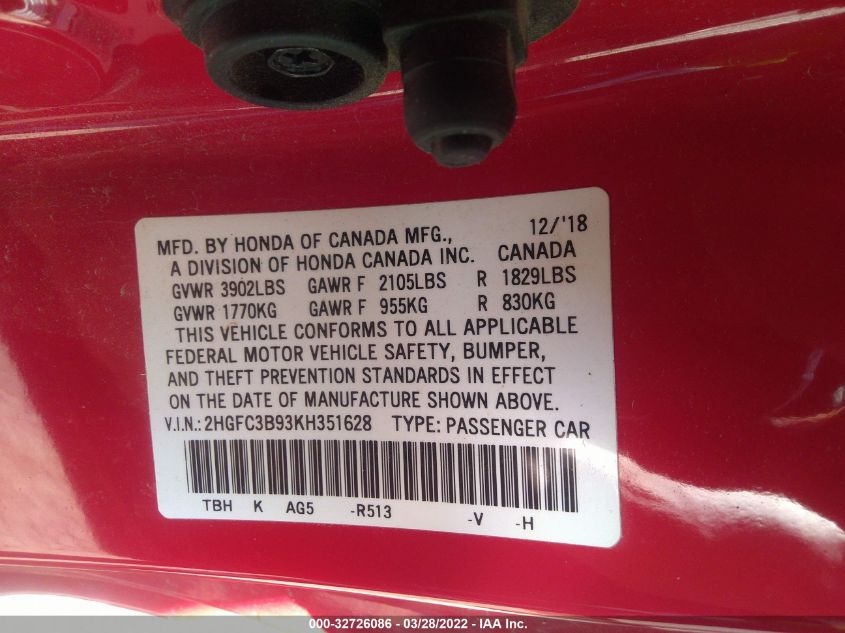 12/'18
MFD. BY HONDA OF CANADA MFG.,
A DIVISION OF HONDA CANADA INC. CANADA
GVWR 3902LBS GAWR F 2105LBS R 1829LBS
GVWR 1770KG GAWR F 955KG R 830KG
THIS VEHICLE CONFORMS TO ALL APPLICABLE
FEDERAL MOTOR VEHICLE SAFETY, BUMPER,
AND THEFT PREVENTION STANDARDS IN EFFECT
ON THE DATE OF MANUFACTURE SHOWN ABOVE.
V.I.N.: 2HGFC3B93KH351628 TYPE: PASSENGER CAR
TBH K AG5 -R513 -V -H
000-32726086 - 03/28/2022 - IAA Inc.